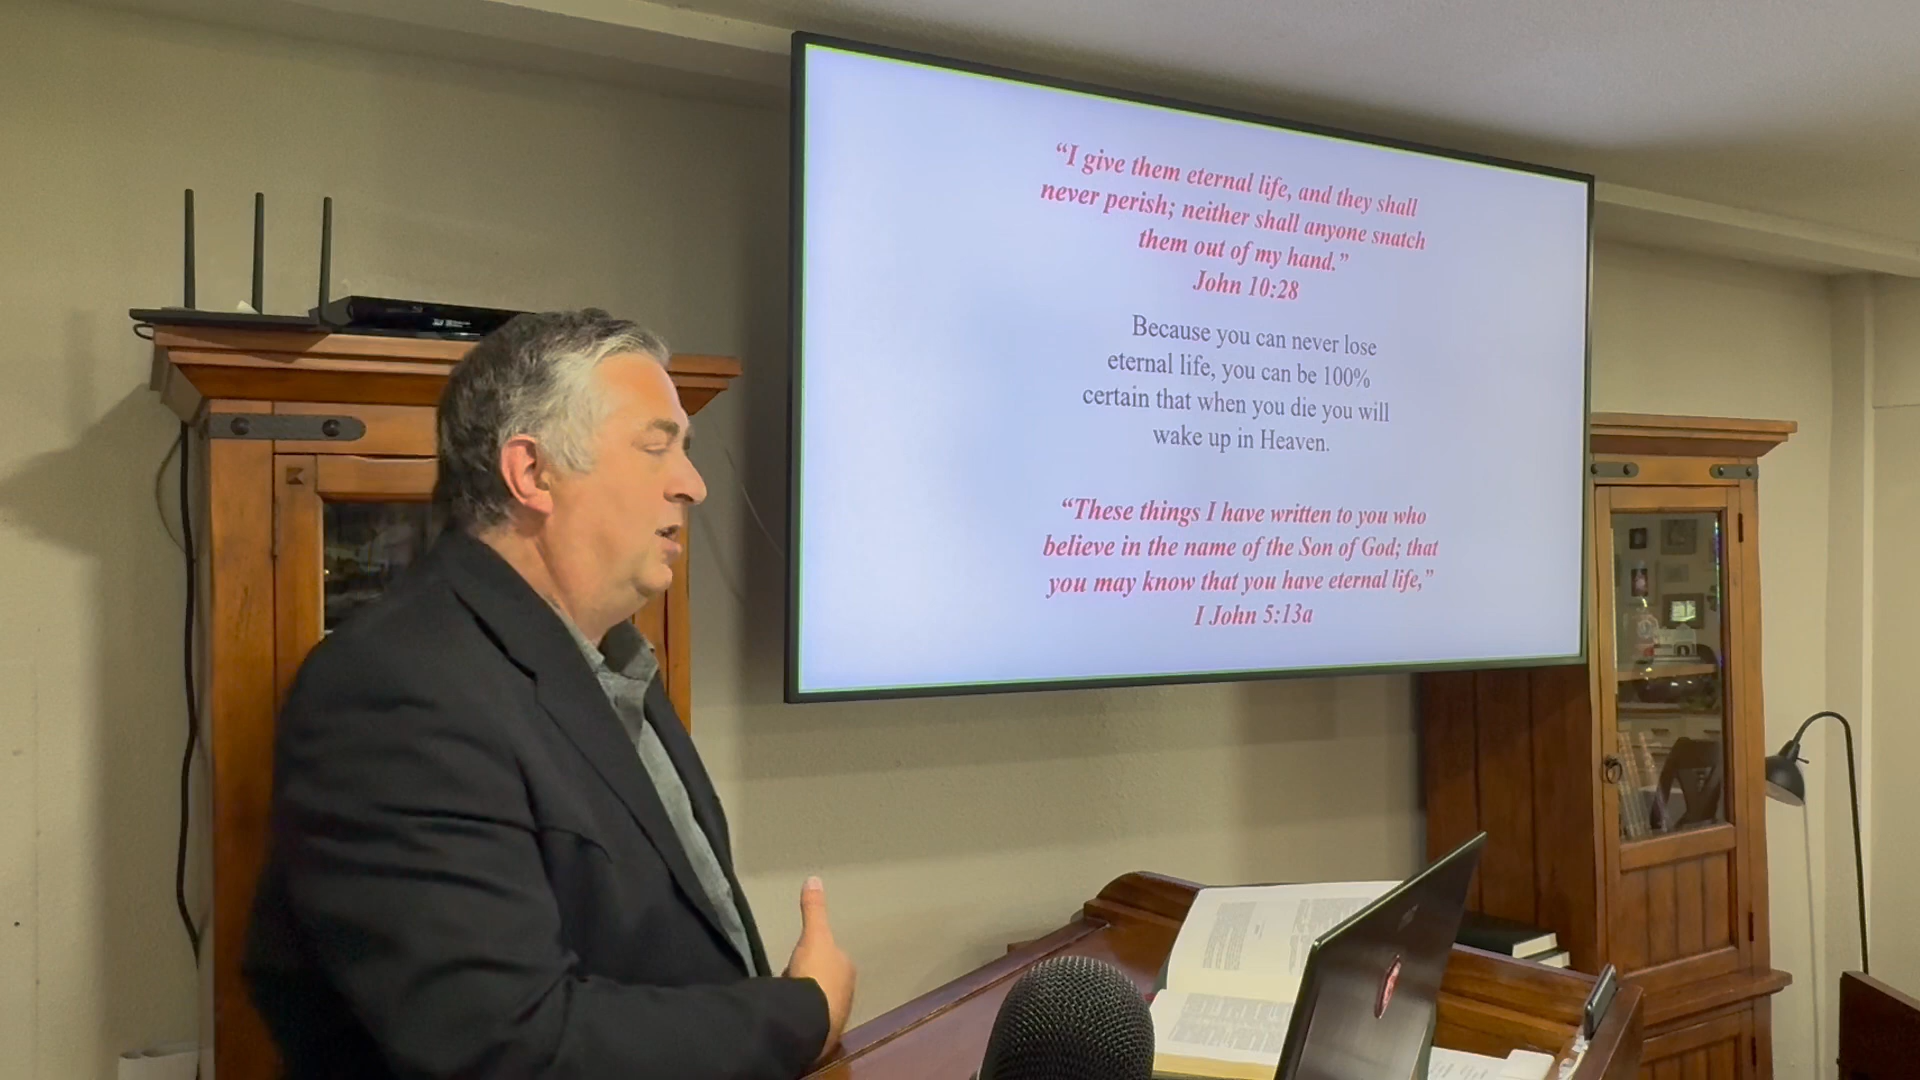 “I give them eternal life, and they shall
never perish; neither shall anyone snatch
them out of my hand.”
John 10:28
Because you can never lose
eternal life, you can be 100%
certain that when you die you will
wake up in Heaven.
“These things I have written to you who
believe in the name of the Son of God; that
you may know that you have eternal life,”
I John 5:13a